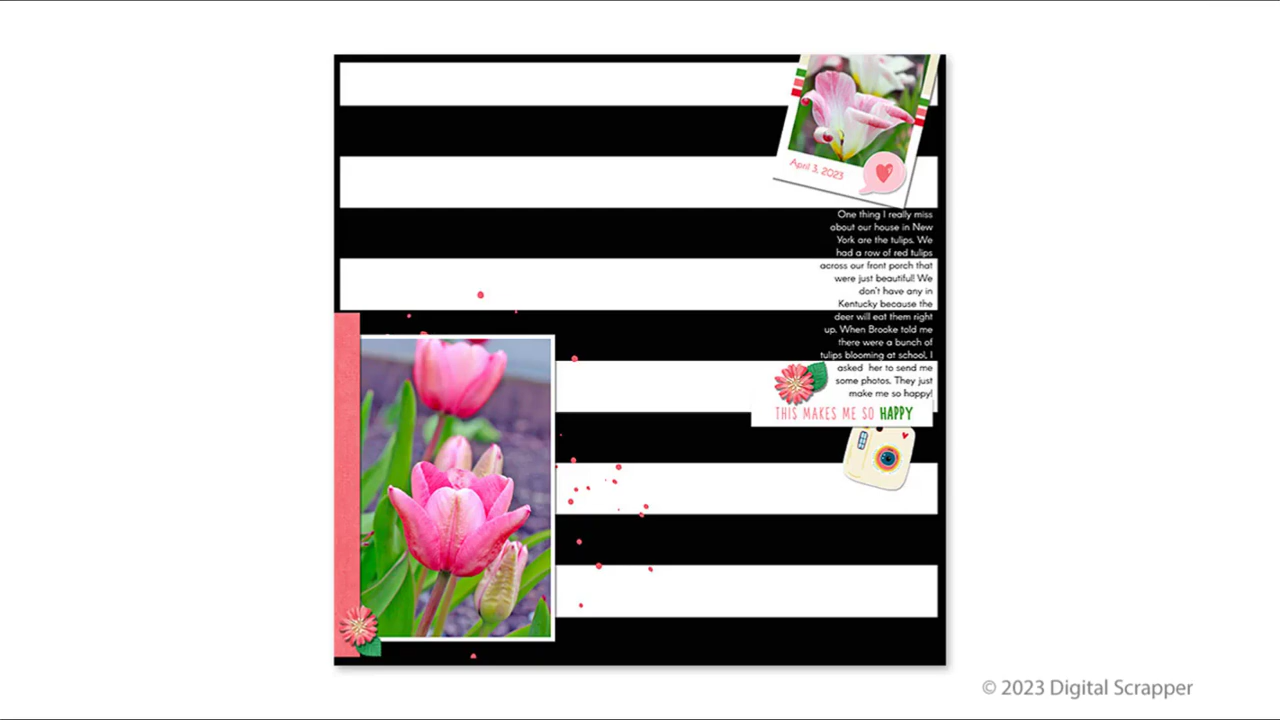 April 3, 2023
One thing I really miss
about our house in New
York are the tulips. We
had a row of red tulips
across our front porch that
were just beautiful! We
don't have any in
Kentucky because the
deer will eat them right
up. When Brooke told me
there were a bunch of
tulips blooming at school, I
asked her to send me
some photos. They just
make me so happy!
THIS MAKES ME SO HAPPY
© 2023 Digital Scrapper